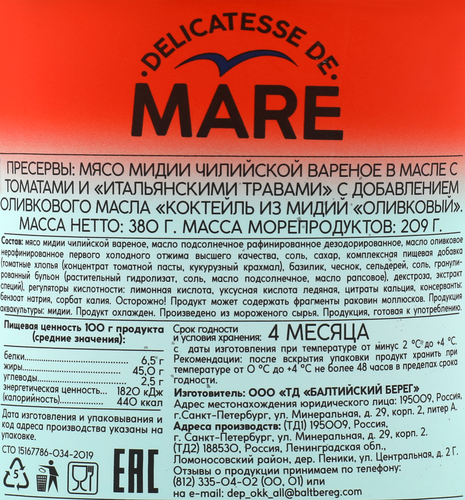 DELICATESSE DE
MARE
ПРЕСЕРВЫ: МЯСО МИДИИ ЧИЛИЙСКОЙ ВАРЕНОЕ В МАСЛЕ С
ТОМАТАМИ И «ИТАЛЬЯНСКИМИ ТРАВАМИ» С ДОБАВЛЕНИЕМ
ОЛИВКОВОГО МАСЛА «КОКТЕЙЛЬ ИЗ МИДИЙ «ОЛИВКОВЫЙ».
МАССА НЕТТО: 380 Г. МАССА МОРЕПРОДУКТОВ: 209 Г.
Состав: мясо мидии чилийской вареное, масло подсолнечное рафинированное дезодорированное, масло оливковое
нерафинированное первого холодного отжима высшего качества, соль, сахар, комплексная пищевая добавка
(томатные хлопья (концентрат томатной пасты, кукурузный крахмал), базилик, чеснок, сельдерей, соль, гранули-
рованный бульон (растительный гидролизат, соль, масло подсолнечное, масло рапсовое), декстроза, экстракт
специй), регуляторы кислотности: лимонная кислота, уксусная кислота ледяная, цитраты кальция, консерванты:
бензоат натрия, сорбат калия. Осторожно! Продукт может содержать фрагменты раковин моллюсков. Продукция
аквакультуры: мидии. Продукт охлажден. Произведено из мороженого сырья. Продукция, готовая к употреблению.
Пищевая ценность 100 г продукта
(средние значения):
белки 6,5 г
жиры 45,0 г
углеводы 2,5 г
энергетическая ценность 1820 кДж
(калорийность) 440 ккал
Дата изготовления и упаковывания и
код адреса производства указаны на
упаковке.
СТО 15167786-034-2019
EAC
Срок годности
и условия хранения: 4 МЕСЯЦА
с даты изготовления при температуре от минус 2 °С до +4 °С.
Рекомендации: после вскрытия упаковки продукт хранить при
температуре от 0 °С до +4 °С не более 48 часов в пределах срока
годности.
Изготовитель: ООО «ТД «БАЛТИЙСКИЙ БЕРЕГ»
Адрес местонахождения юридического лица: 195009, Россия,
г. Санкт-Петербург, ул. Минеральная, д. 29, корп. 2, литер А.
Адреса производств: (ТД1) 195009, Россия,
г. Санкт-Петербург, ул. Минеральная, д. 29, корп. 2.
(ТД2) 188530, Россия, Ленинградская обл.,
Ломоносовский район, дер. Пеники, ул. Центральная, д. 2 Г.
Отзывы о продукции принимаем по телефону:
(812) 335-04-02 (00, 01) или
на e-mail: dep_okk_all@baltbereg.com